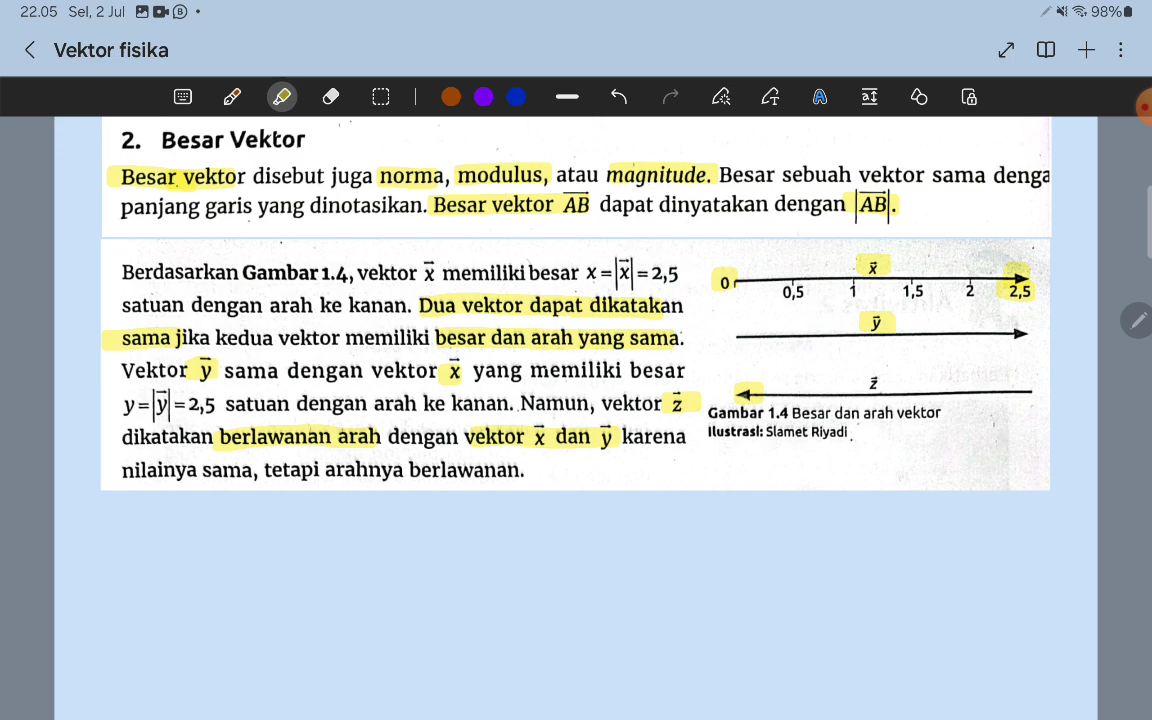 22.05 Sel, 2 Jul
98%
Vektor fisika
2. Besar Vektor
Besar vektor disebut juga norma, modulus, atau magnitude. Besar sebuah vektor sama denga
panjang garis yang dinotasikan. Besar vektor A͞B͞ dapat dinyatakan dengan |A͞B͞|.
Berdasarkan Gambar 1.4, vektor x⃗ memiliki besar x = |x⃗| = 2,5
satuan dengan arah ke kanan. Dua vektor dapat dikatakan
sama jika kedua vektor memiliki besar dan arah yang sama.
Vektor y⃗ sama dengan vektor x⃗ yang memiliki besar
y = |y⃗| = 2,5 satuan dengan arah ke kanan. Namun, vektor z⃗
dikatakan berlawanan arah dengan vektor x⃗ dan y⃗ karena
nilainya sama, tetapi arahnya berlawanan.
x⃗
0 0,5 1 1,5 2 2,5
y⃗
z⃗
Gambar 1.4 Besar dan arah vektor
Ilustrasi: Slamet Riyadi